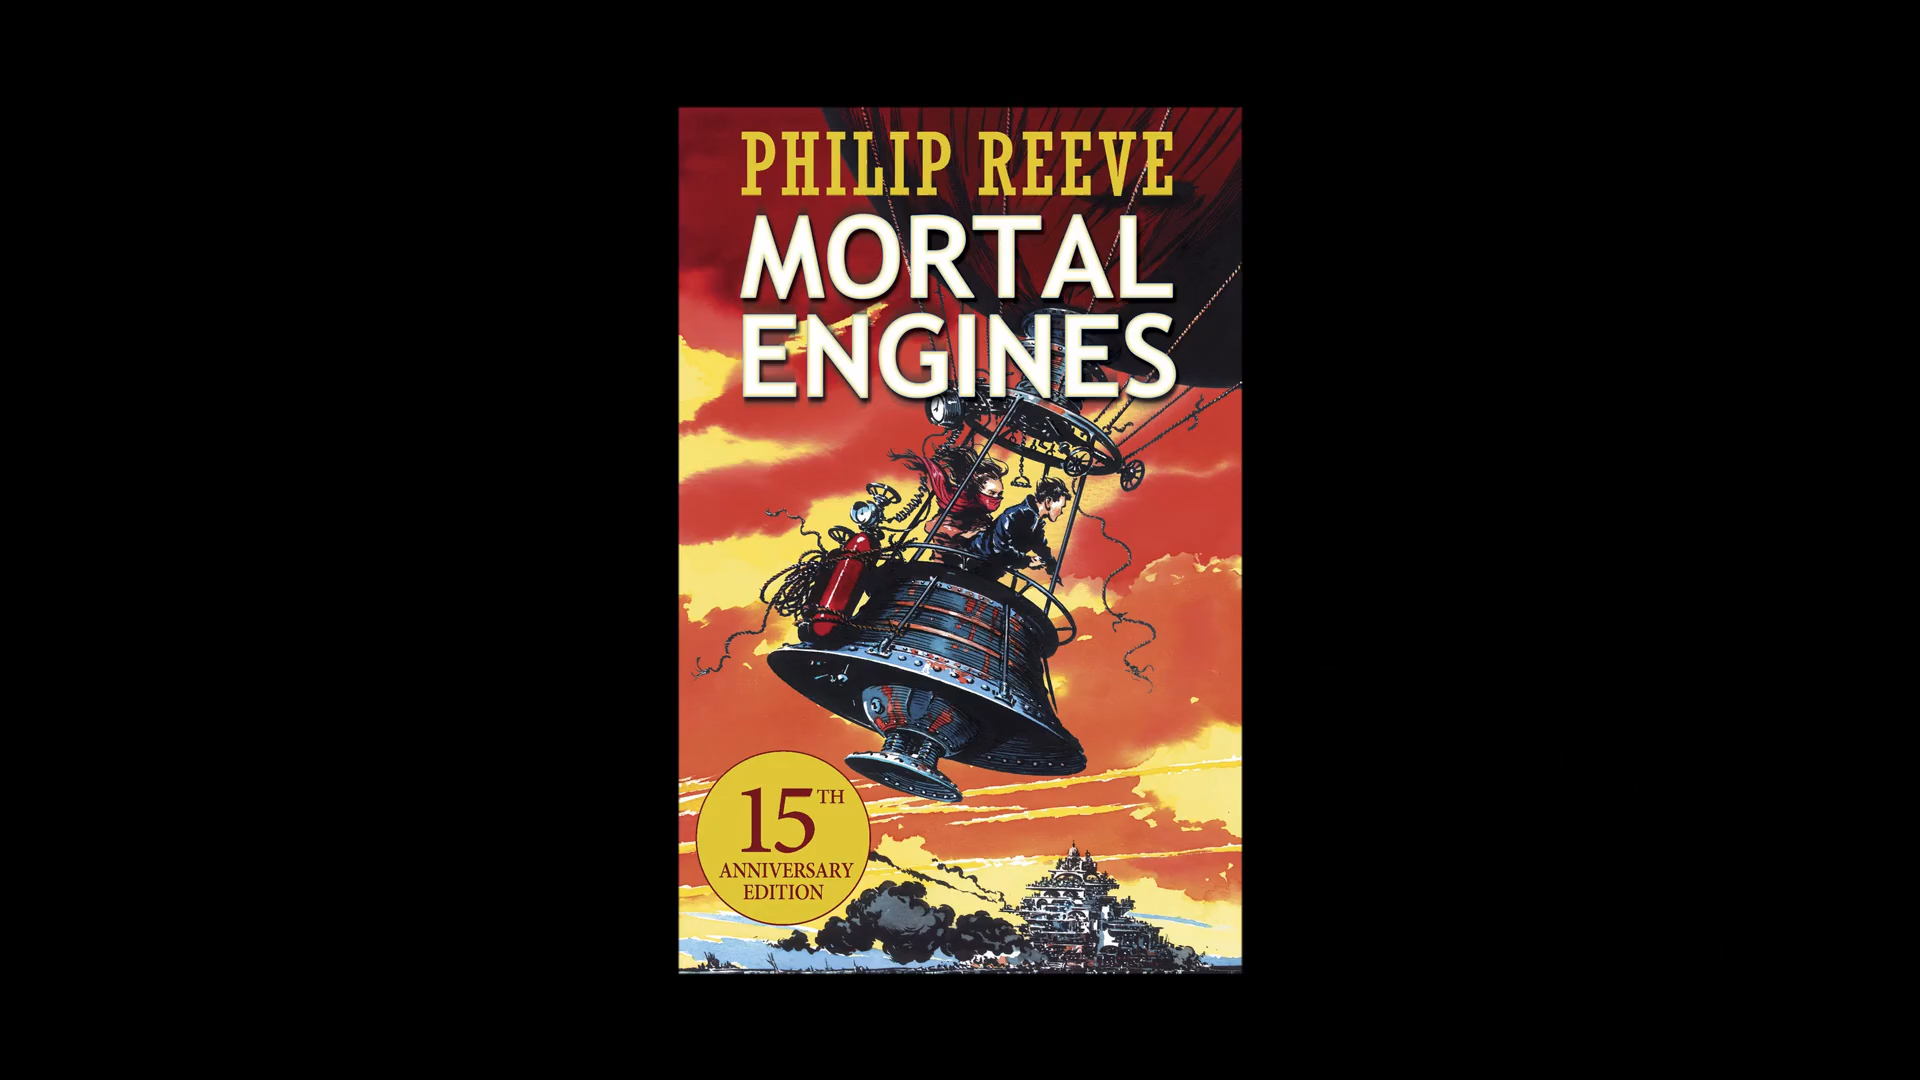 PHILIP REEVE
MORTAL
ENGINES
15TH
ANNIVERSARY
EDITION